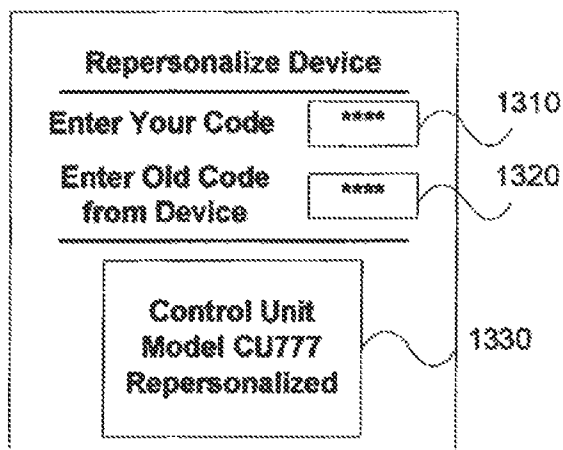 Repersonalize Device
Enter Your Code **** 1310
Enter Old Code
from Device **** 1320
Control Unit
Model CU777
Repersonalized
1330